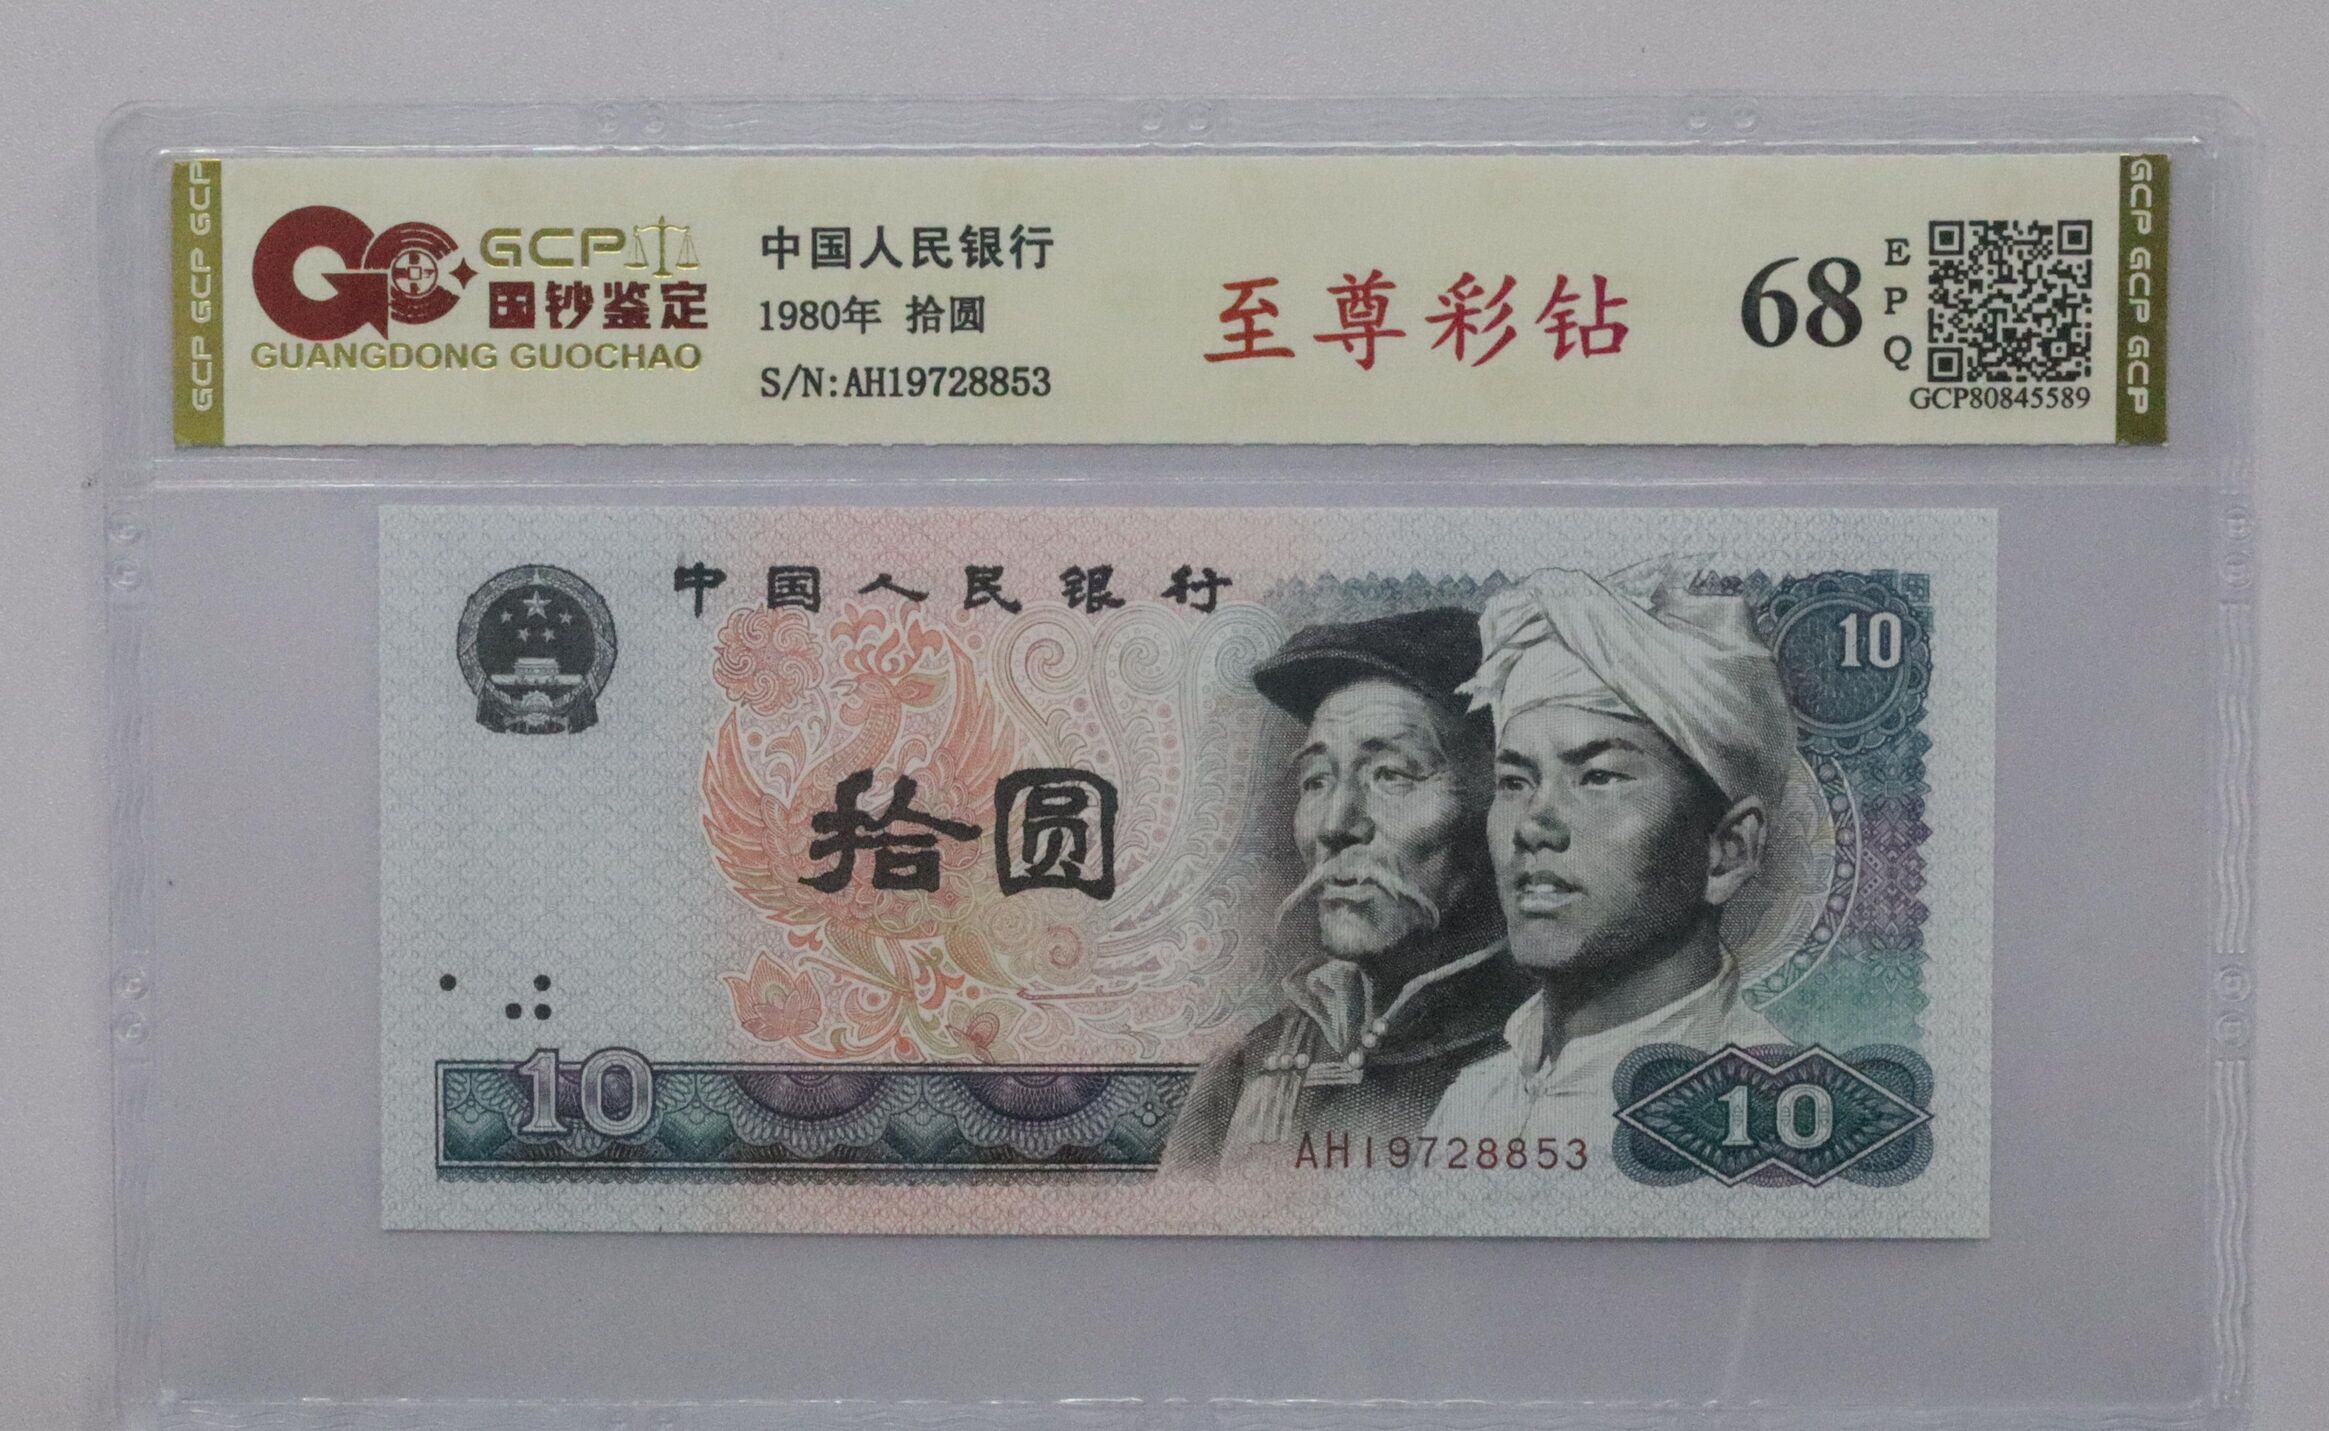 GCP GCP GCP
GCP
国钞鉴定
GUANGDONG GUOCHAO
中国人民银行
1980年 拾圆
S/N:AH19728853
至尊彩钻
68
E
P
Q
GCP80845589
GCP GCP GCP
中国人民银行
10
拾圆
10
AH19728853
10